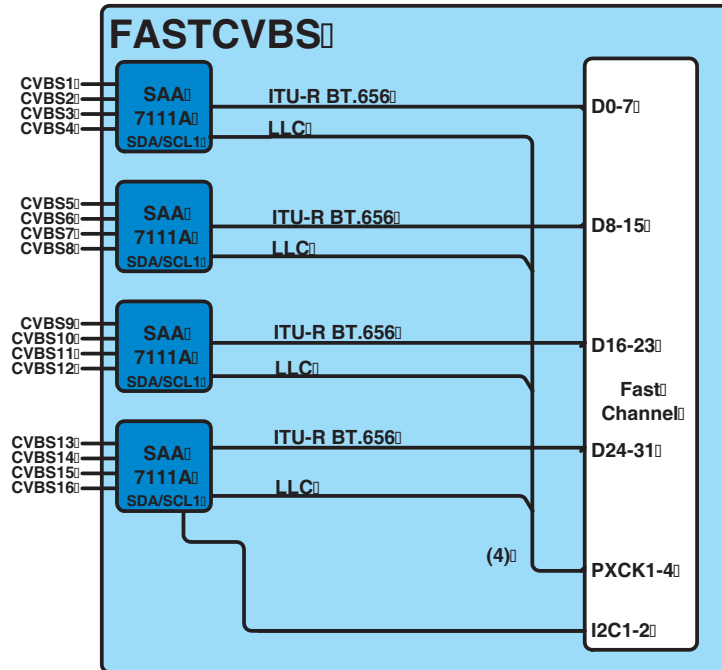 FASTCVBS
CVBS1
CVBS2
CVBS3
CVBS4
SAA
7111A
SDA/SCL1
ITU-R BT.656
LLC
D0-7
CVBS5
CVBS6
CVBS7
CVBS8
SAA
7111A
SDA/SCL1
ITU-R BT.656
LLC
D8-15
CVBS9
CVBS10
CVBS11
CVBS12
SAA
7111A
SDA/SCL1
ITU-R BT.656
LLC
D16-23
Fast
Channel
CVBS13
CVBS14
CVBS15
CVBS16
SAA
7111A
SDA/SCL1
ITU-R BT.656
LLC
D24-31
(4)
PXCK1-4
I2C1-2